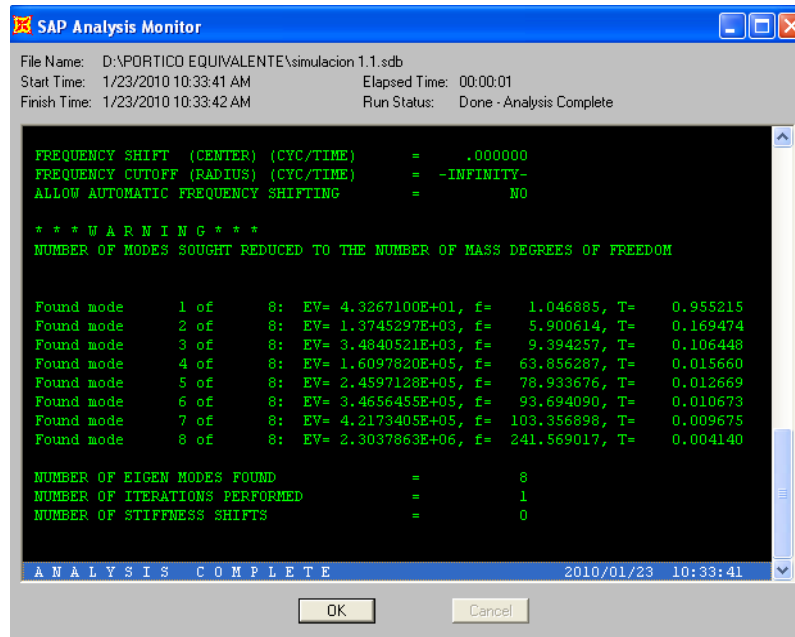 SAP Analysis Monitor
File Name: D:\PORTICO EQUIVALENTE\simulacion 1.1.sdb
Start Time: 1/23/2010 10:33:41 AM Elapsed Time: 00:00:01
Finish Time: 1/23/2010 10:33:42 AM Run Status: Done - Analysis Complete
FREQUENCY SHIFT (CENTER) (CYC/TIME) = .000000
FREQUENCY CUTOFF (RADIUS) (CYC/TIME) = -INFINITY-
ALLOW AUTOMATIC FREQUENCY SHIFTING = NO
* * * W A R N I N G * * *
NUMBER OF MODES SOUGHT REDUCED TO THE NUMBER OF MASS DEGREES OF FREEDOM
Found mode 1 of 8: EV= 4.3267100E+01, f= 1.046885, T= 0.955215
Found mode 2 of 8: EV= 1.3745297E+03, f= 5.900614, T= 0.169474
Found mode 3 of 8: EV= 3.4840521E+03, f= 9.394257, T= 0.106448
Found mode 4 of 8: EV= 1.6097820E+05, f= 63.856287, T= 0.015660
Found mode 5 of 8: EV= 2.4597128E+05, f= 78.933676, T= 0.012669
Found mode 6 of 8: EV= 3.4656455E+05, f= 93.694090, T= 0.010673
Found mode 7 of 8: EV= 4.2173405E+05, f= 103.356898, T= 0.009675
Found mode 8 of 8: EV= 2.3037863E+06, f= 241.569017, T= 0.004140
NUMBER OF EIGEN MODES FOUND = 8
NUMBER OF ITERATIONS PERFORMED = 1
NUMBER OF STIFFNESS SHIFTS = 0
A N A L Y S I S C O M P L E T E 2010/01/23 10:33:41
OK Cancel